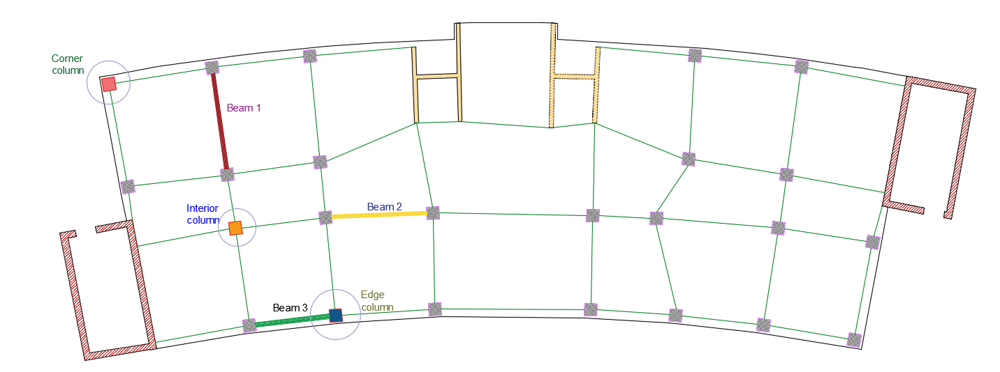 Corner
column
Beam 1
Interior
column
Beam 2
Beam 3
Edge
column